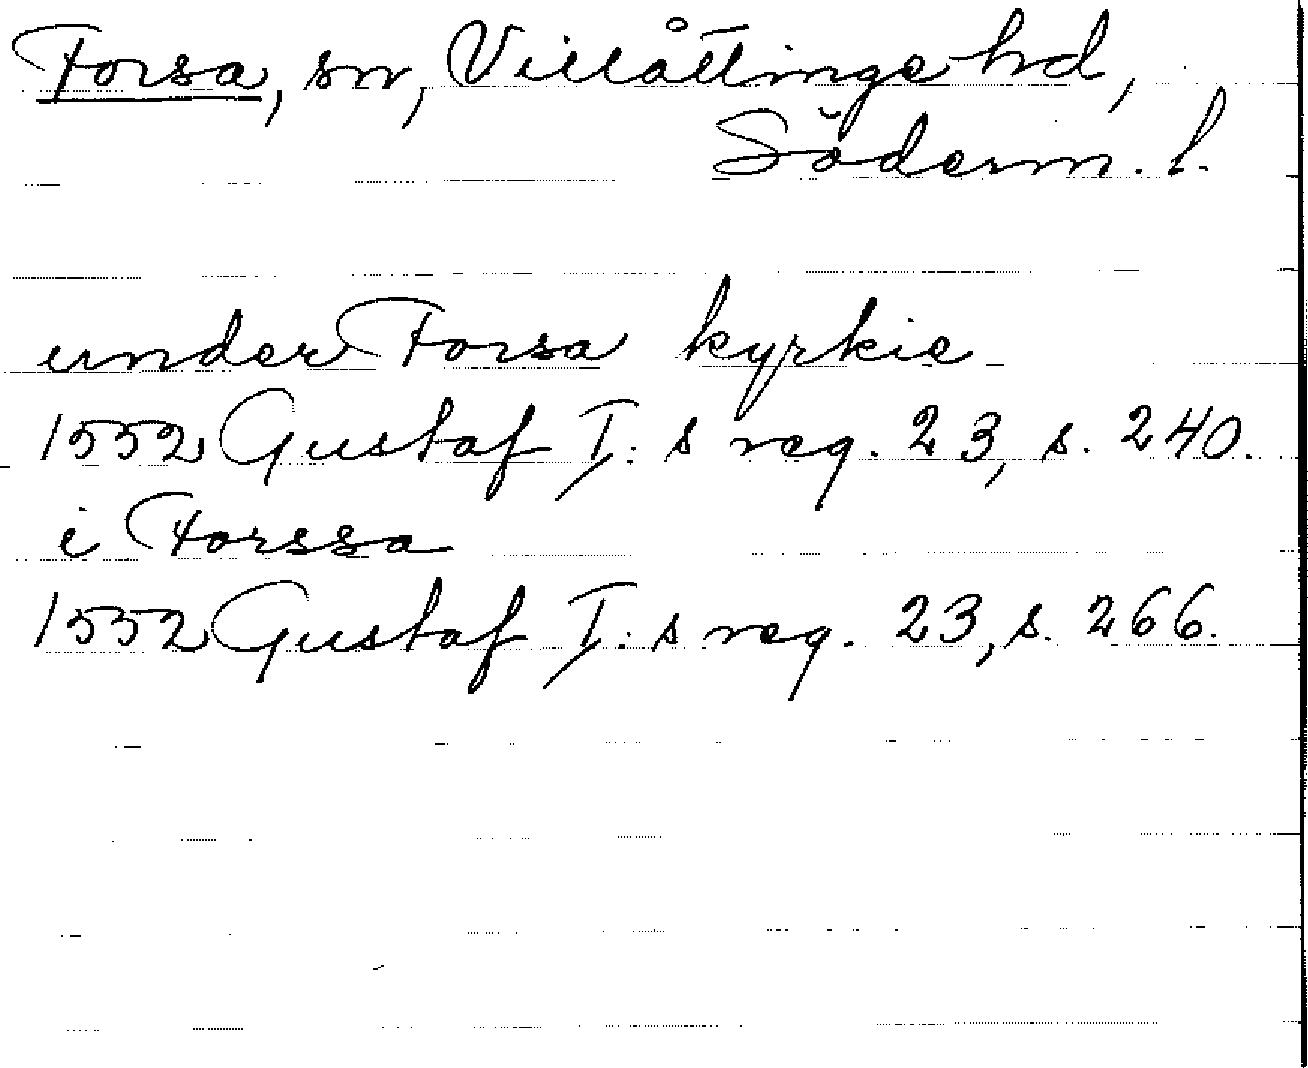 Forsa, sn, Villåttinge hd,
Söderm. l.
under Forsa kyrkie
1552 Gustaf I: s reg. 23, s. 240.
i Forssa
1552 Gustaf I: s reg. 23, s. 266.